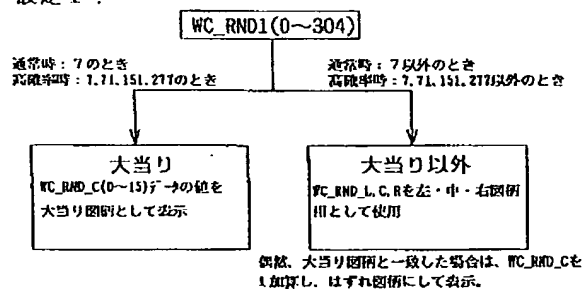 WC_RND1(0〜304)
通常時：7のとき
高確率時：7,71,151,277のとき
通常時：7以外のとき
高確率時：7,71,151,277以外のとき
大当り
WC_RND_C(0〜15)データの値を
大当り図柄として表示
大当り以外
WC_RND_L,C,Rを左・中・右図柄
用として使用
偶然、大当り図柄と一致した場合は、WC_RND_Cを
1加算し、はずれ図柄にして表示。